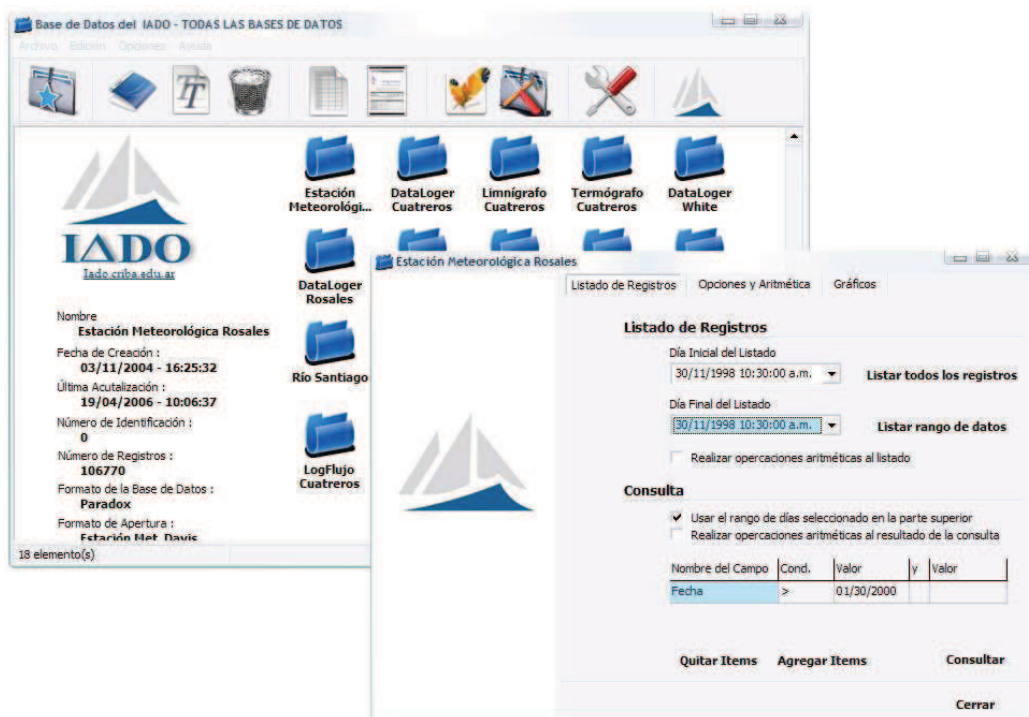 Base de Datos del IADO - TODAS LAS BASES DE DATOS
Archivo Edición Opciones Ayuda
IADO
Iado.criba.edu.ar
Nombre
Estación Meteorológica Rosales
Fecha de Creación :
03/11/2004 - 16:25:32
Última Acutalización :
19/04/2006 - 10:06:37
Número de Identificación :
0
Número de Registros :
106770
Formato de la Base de Datos :
Paradox
Formato de Apertura :
Estación Met. Davis
18 elemento(s)
Estación Meteorológi...
DataLoger Cuatreros
Limnígrafo Cuatreros
Termógrafo Cuatreros
DataLoger White
DataLoger Rosales
Río Santiago
LogFlujo Cuatreros
Estación Meteorológica Rosales
Listado de Registros Opciones y Aritmética Gráficos
Listado de Registros
Día Inicial del Listado
30/11/1998 10:30:00 a.m. Listar todos los registros
Día Final del Listado
30/11/1998 10:30:00 a.m. Listar rango de datos
Realizar opercaciones aritméticas al listado
Consulta
Usar el rango de días seleccionado en la parte superior
Realizar opercaciones aritméticas al resultado de la consulta
Nombre del Campo Cond. Valor y Valor
Fecha > 01/30/2000
Quitar Items Agregar Items Consultar
Cerrar